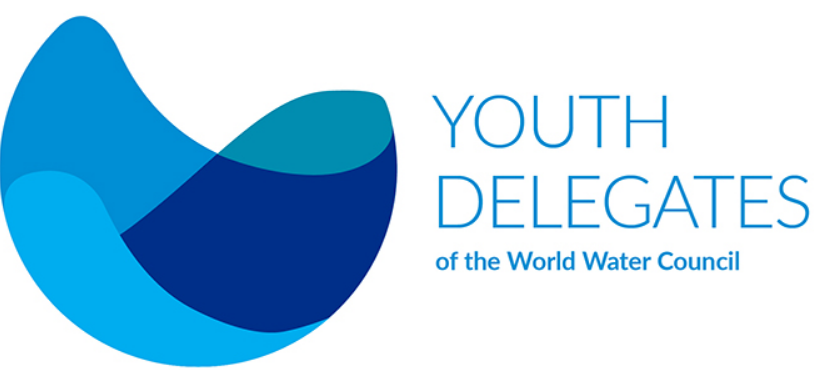 YOUTH
DELEGATES
of the World Water Council